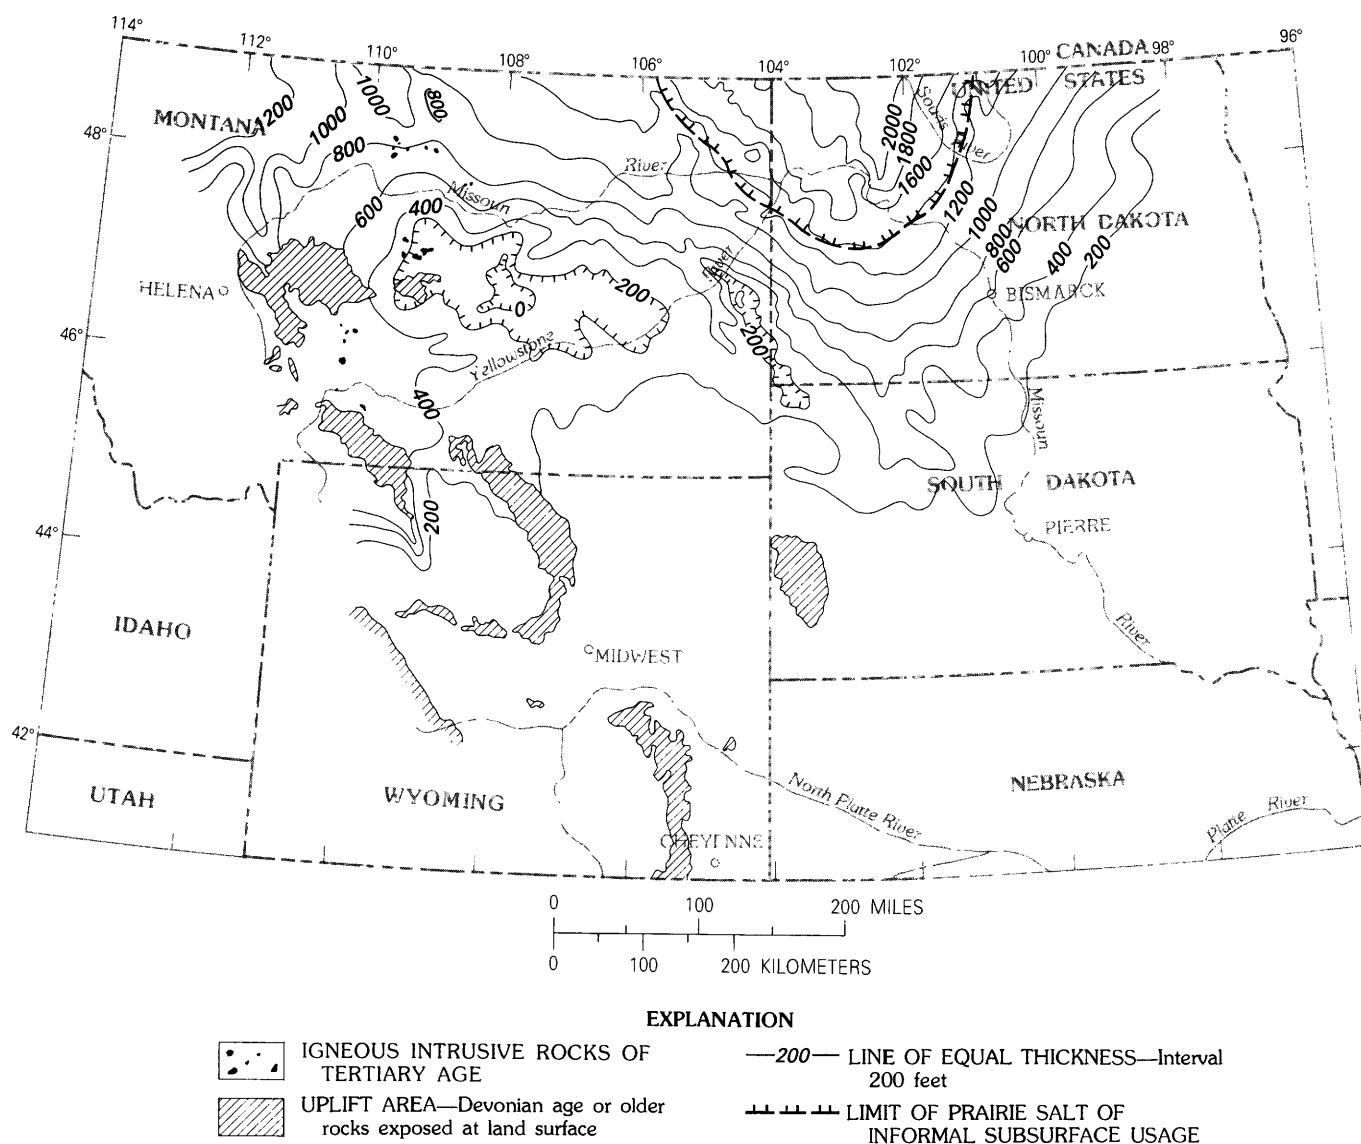 114°
112°
110°
108°
106°
104°
102°
100°
98°
96°
CANADA
UNITED STATES
1200
1000
800
2000
1800
1600
Souris
River
MONTANA
48°
1000
800
River
Missouri
600
400
1200
1000
800
600
400
200
NORTH DAKOTA
HELENA
0
200
River
BISMARCK
46°
Yellowstone
200
400
Missouri
SOUTH DAKOTA
200
PIERRE
44°
IDAHO
MIDWEST
River
42°
UTAH
WYOMING
North Platte River
NEBRASKA
Platte River
CHEYENNE
0 100 200 MILES
0 100 200 KILOMETERS
EXPLANATION
IGNEOUS INTRUSIVE ROCKS OF
TERTIARY AGE
UPLIFT AREA—Devonian age or older
rocks exposed at land surface
—200— LINE OF EQUAL THICKNESS—Interval
200 feet
LIMIT OF PRAIRIE SALT OF
INFORMAL SUBSURFACE USAGE